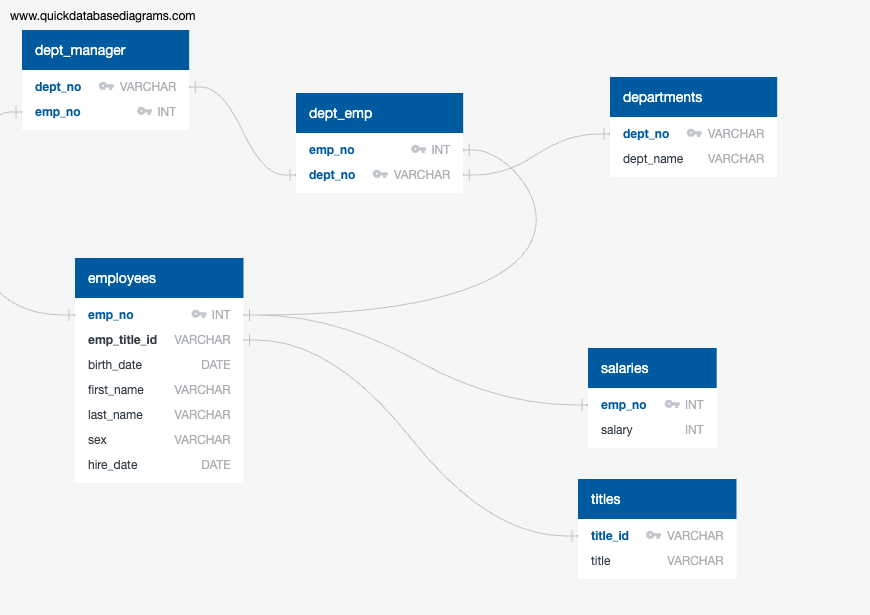 www.quickdatabasediagrams.com
dept_manager
dept_no VARCHAR
emp_no INT
dept_emp
emp_no INT
dept_no VARCHAR
departments
dept_no VARCHAR
dept_name VARCHAR
employees
emp_no INT
emp_title_id VARCHAR
birth_date DATE
first_name VARCHAR
last_name VARCHAR
sex VARCHAR
hire_date DATE
salaries
emp_no INT
salary INT
titles
title_id VARCHAR
title VARCHAR